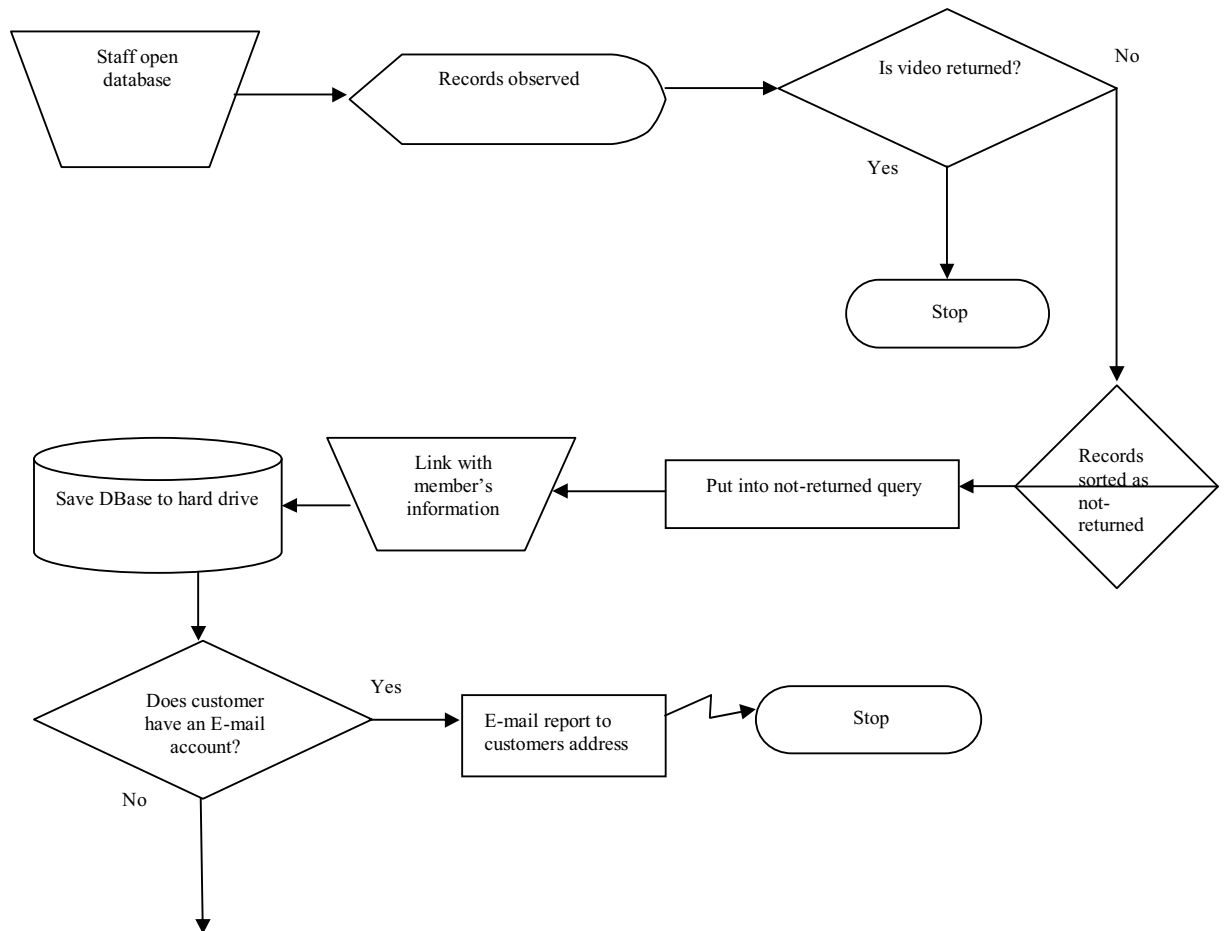 Staff open
database
Records observed
Is video returned?
No
Yes
Stop
Records
sorted as
not-
returned
Put into not-returned query
Link with
member's
information
Save DBase to hard drive
Does customer
have an E-mail
account?
Yes
E-mail report to
customers address
Stop
No